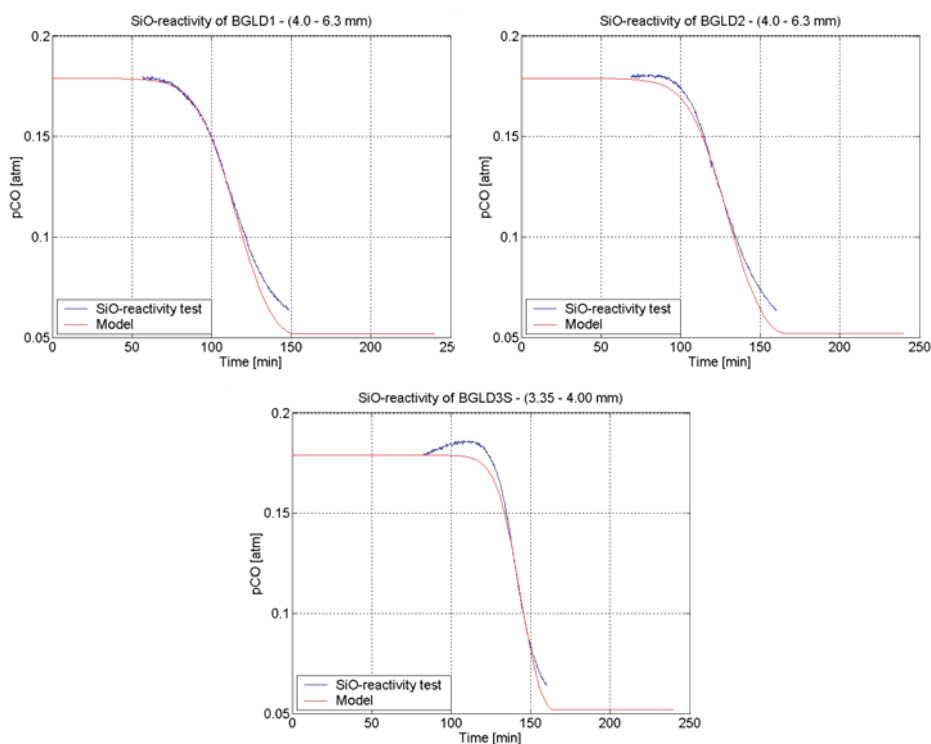 SiO-reactivity of BGLD1 - (4.0 - 6.3 mm)
0.2
0.15
0.1
0.05
pCO [atm]
SiO-reactivity test
Model
0 50 100 150 200 25
Time [min]
SiO-reactivity of BGLD2 - (4.0 - 6.3 mm)
0.2
0.15
0.1
0.05
pCO [atm]
SiO-reactivity test
Model
0 50 100 150 200 250
Time [min]
SiO-reactivity of BGLD3S - (3.35 - 4.00 mm)
0.2
0.15
0.1
0.05
pCO [atm]
SiO-reactivity test
Model
0 50 100 150 200 250
Time [min]